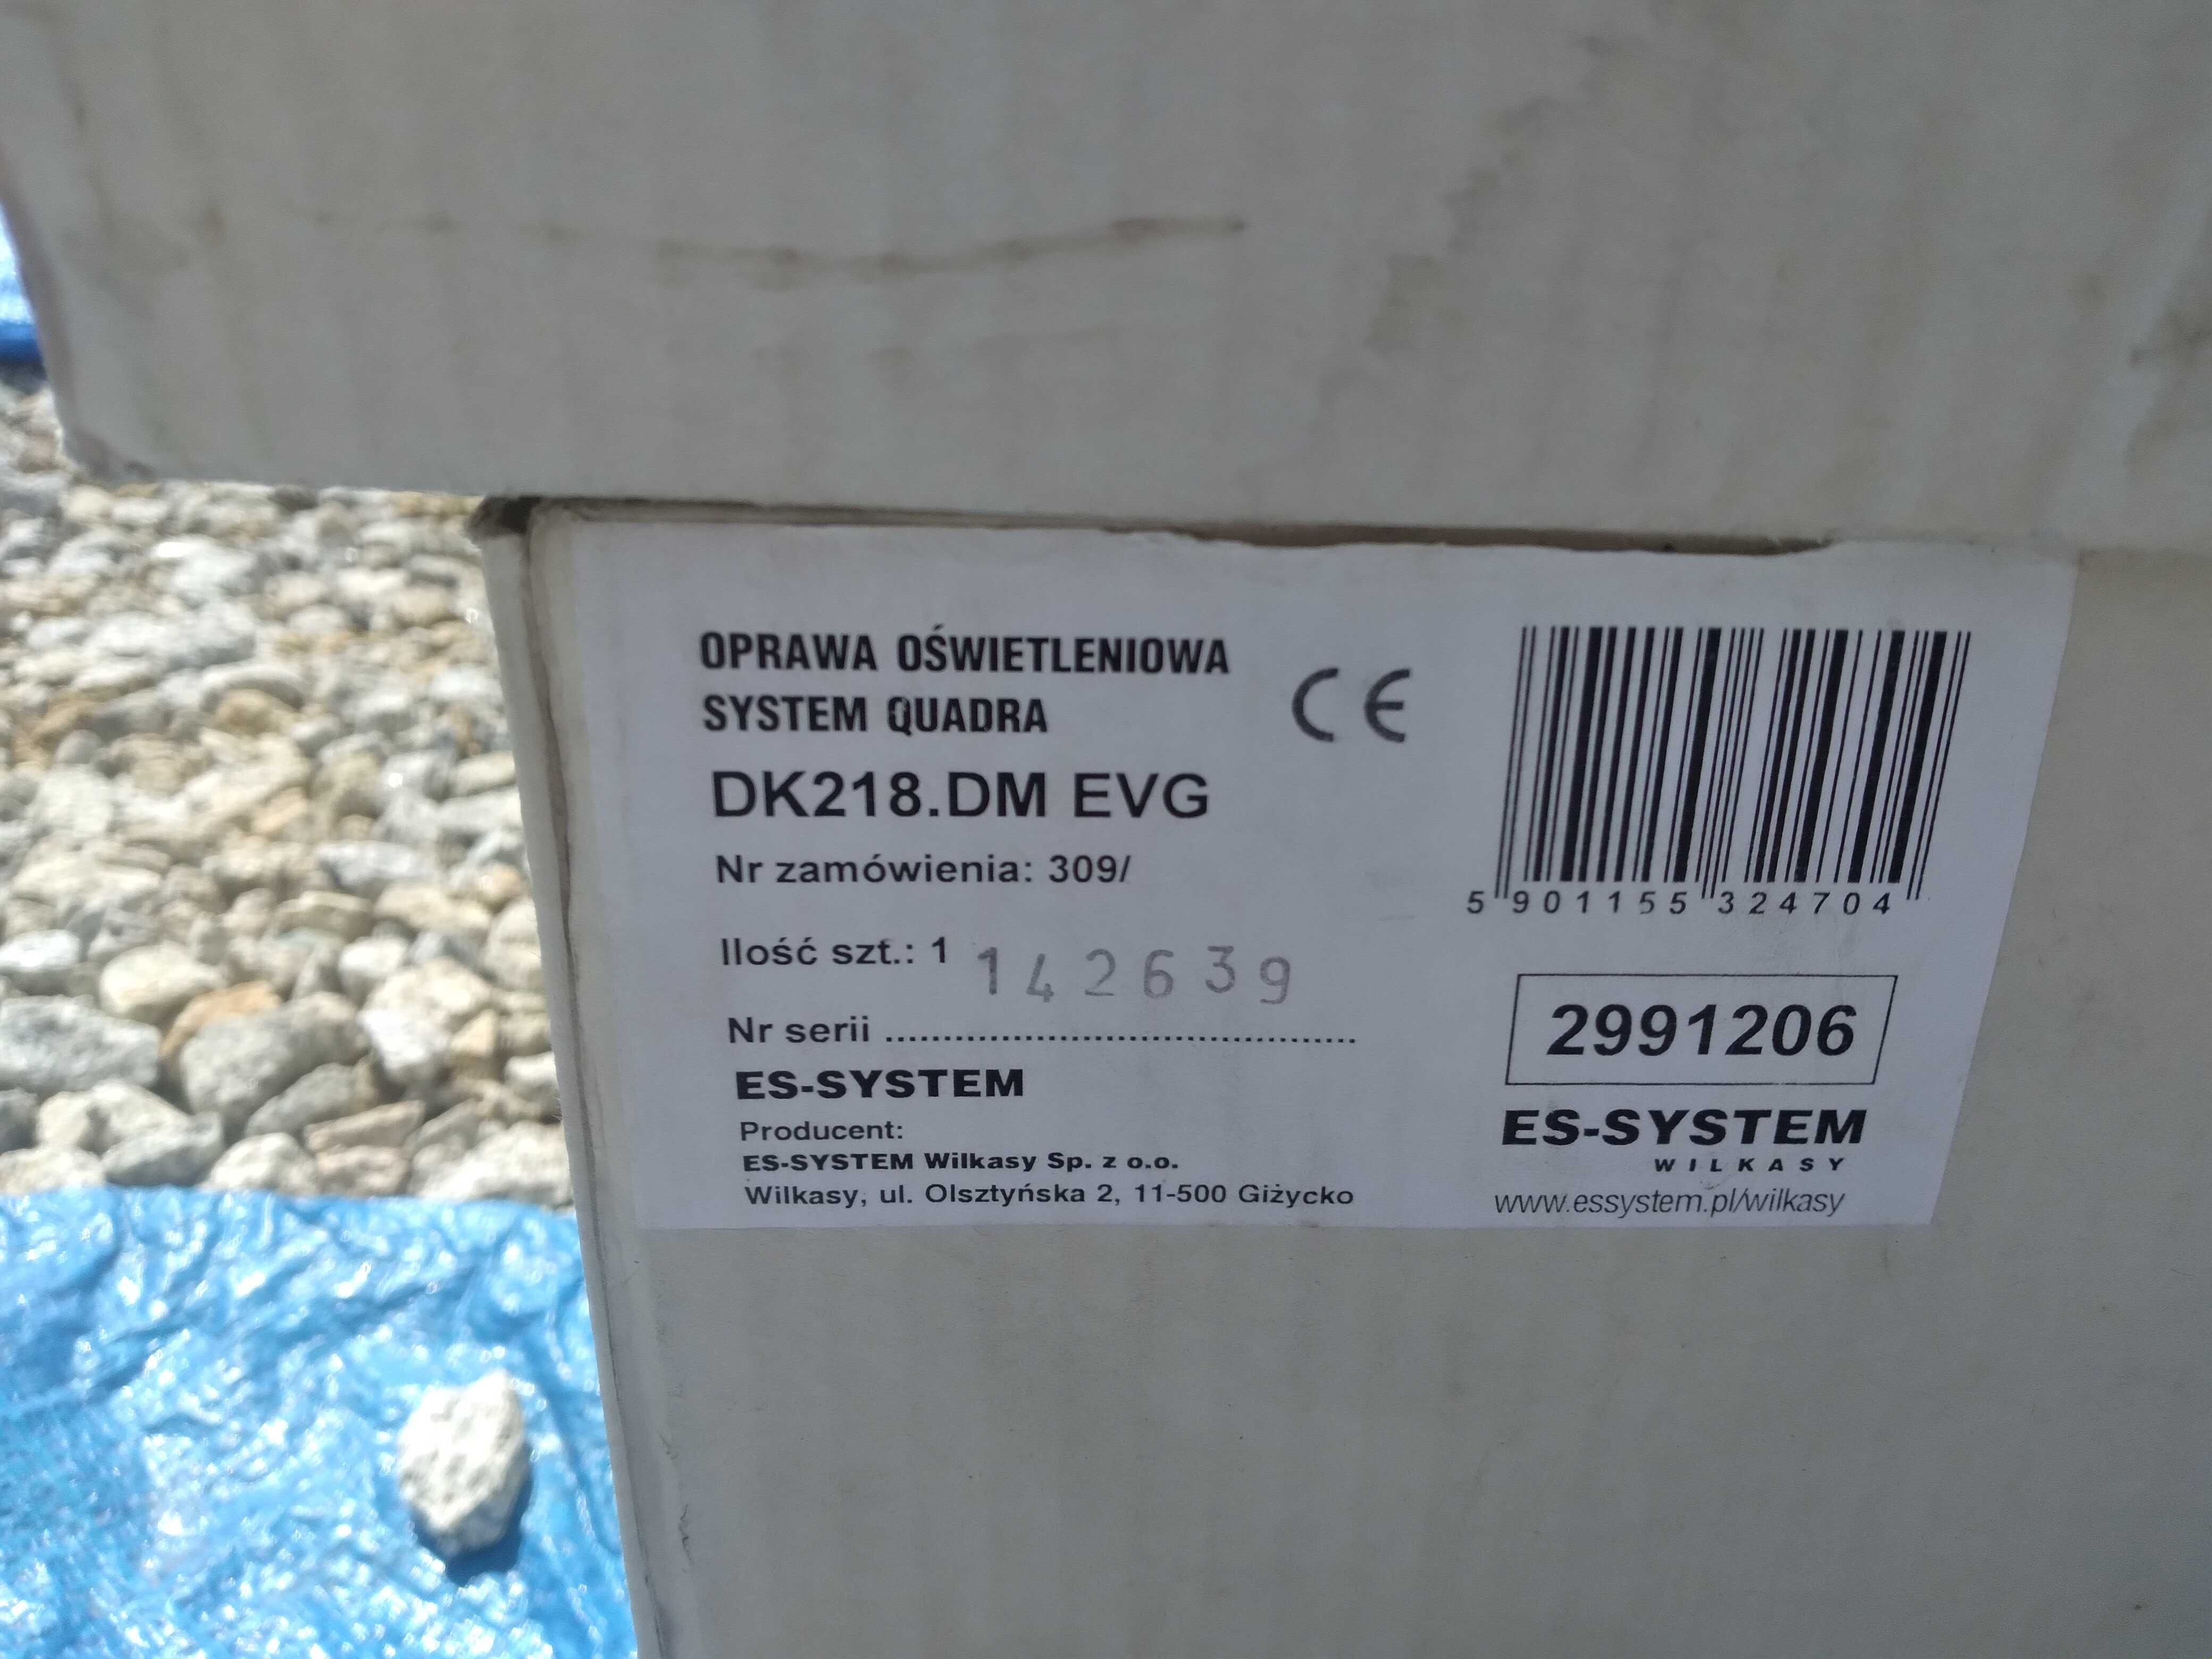 OPRAWA OŚWIETLENIOWA
SYSTEM QUADRA
CE
DK218.DM EVG
Nr zamówienia: 309/
Ilość szt.: 1
142639
Nr serii ..........................................
ES-SYSTEM
Producent:
ES-SYSTEM Wilkasy Sp. z o.o.
Wilkasy, ul. Olsztyńska 2, 11-500 Giżycko
5 901155 324704
2991206
ES-SYSTEM
WILKASY
www.essystem.pl/wilkasy